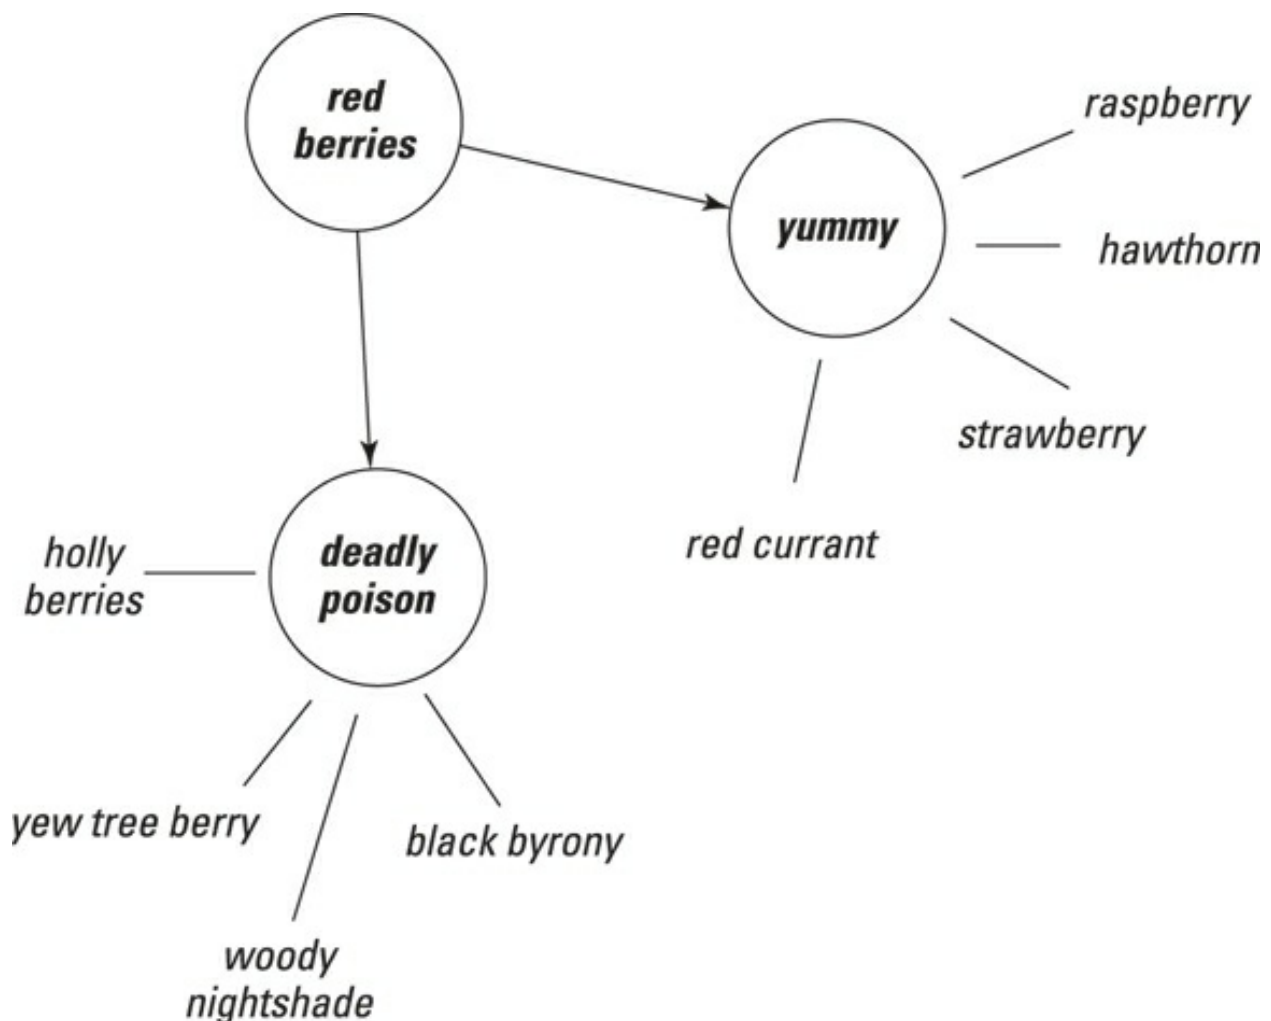 red
berries
yummy
raspberry
hawthorn
strawberry
red currant
deadly
poison
holly
berries
yew tree berry
black byrony
woody
nightshade